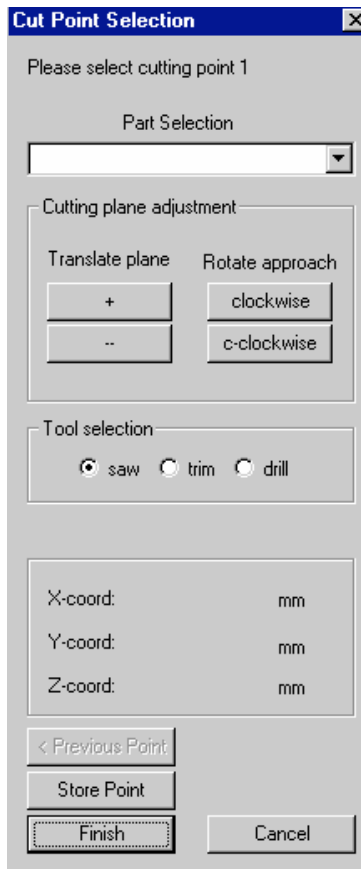 Cut Point Selection
Please select cutting point 1
Part Selection
Cutting plane adjustment
Translate plane Rotate approach
+ clockwise
-- c-clockwise
Tool selection
saw trim drill
X-coord: mm
Y-coord: mm
Z-coord: mm
< Previous Point
Store Point
Finish Cancel